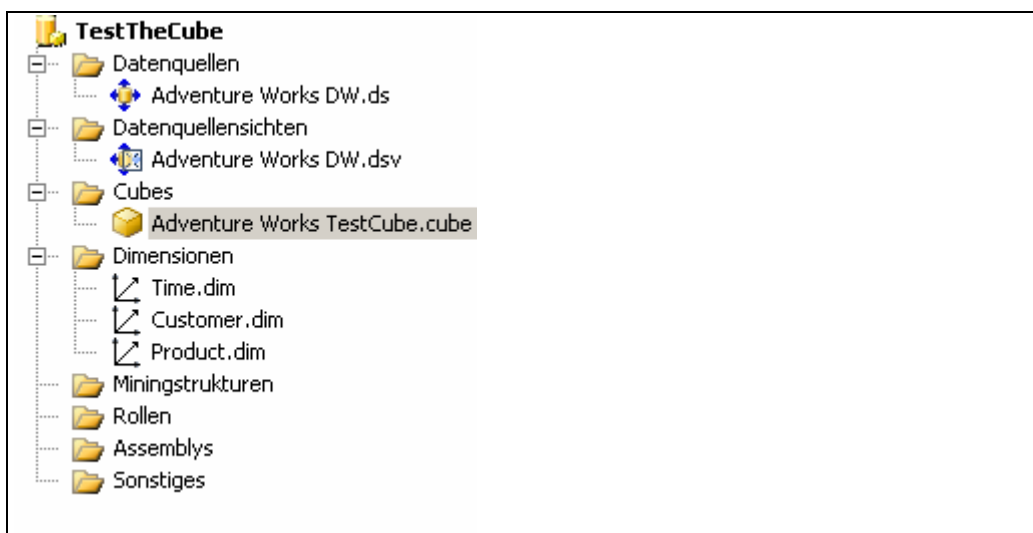 TestTheCube
Datenquellen
Adventure Works DW.ds
Datenquellensichten
Adventure Works DW.dsv
Cubes
Adventure Works TestCube.cube
Dimensionen
Time.dim
Customer.dim
Product.dim
Miningstrukturen
Rollen
Assemblys
Sonstiges